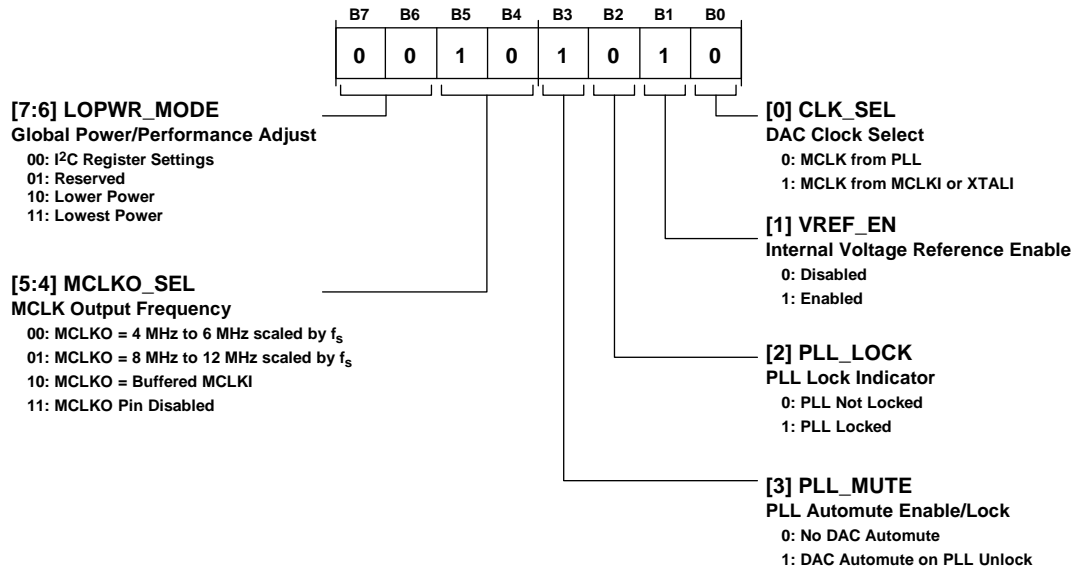 B7 B6 B5 B4 B3 B2 B1 B0
0 0 1 0 1 0 1 0
[7:6] LOPWR_MODE
Global Power/Performance Adjust
00: I2C Register Settings
01: Reserved
10: Lower Power
11: Lowest Power
[5:4] MCLKO_SEL
MCLK Output Frequency
00: MCLKO = 4 MHz to 6 MHz scaled by fs
01: MCLKO = 8 MHz to 12 MHz scaled by fs
10: MCLKO = Buffered MCLKI
11: MCLKO Pin Disabled
[0] CLK_SEL
DAC Clock Select
0: MCLK from PLL
1: MCLK from MCLKI or XTALI
[1] VREF_EN
Internal Voltage Reference Enable
0: Disabled
1: Enabled
[2] PLL_LOCK
PLL Lock Indicator
0: PLL Not Locked
1: PLL Locked
[3] PLL_MUTE
PLL Automute Enable/Lock
0: No DAC Automute
1: DAC Automute on PLL Unlock